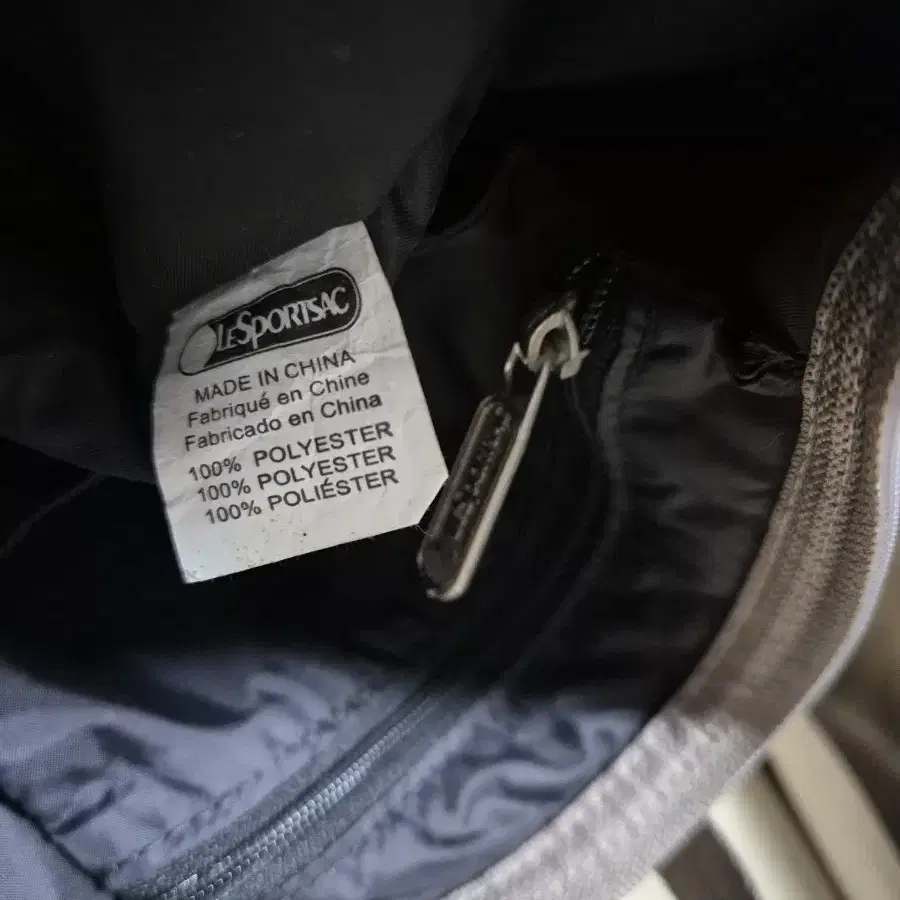 LESPORTSAC
MADE IN CHINA
Fabriqué en Chine
Fabricado en China
100% POLYESTER
100% POLYESTER
100% POLIÉSTER